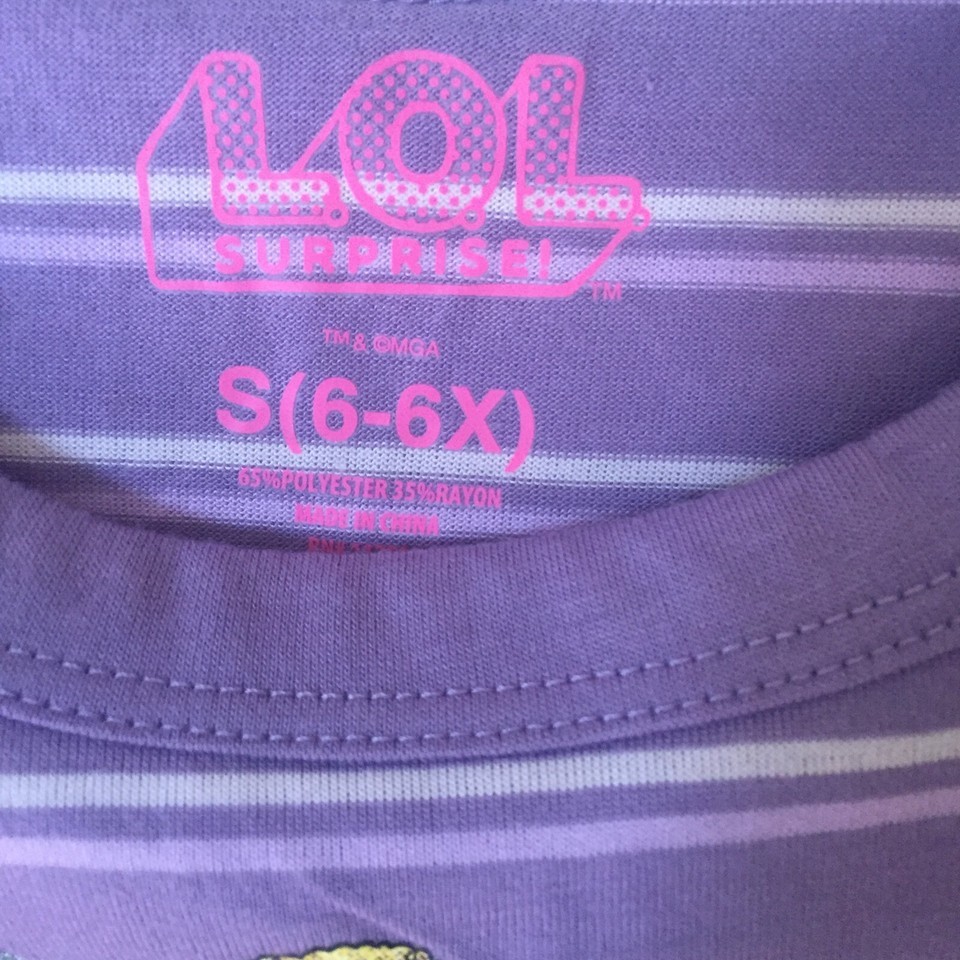 L.O.L
SURPRISE!
TM
TM & ©MGA
S(6-6X)
65%POLYESTER 35%RAYON
MADE IN CHINA